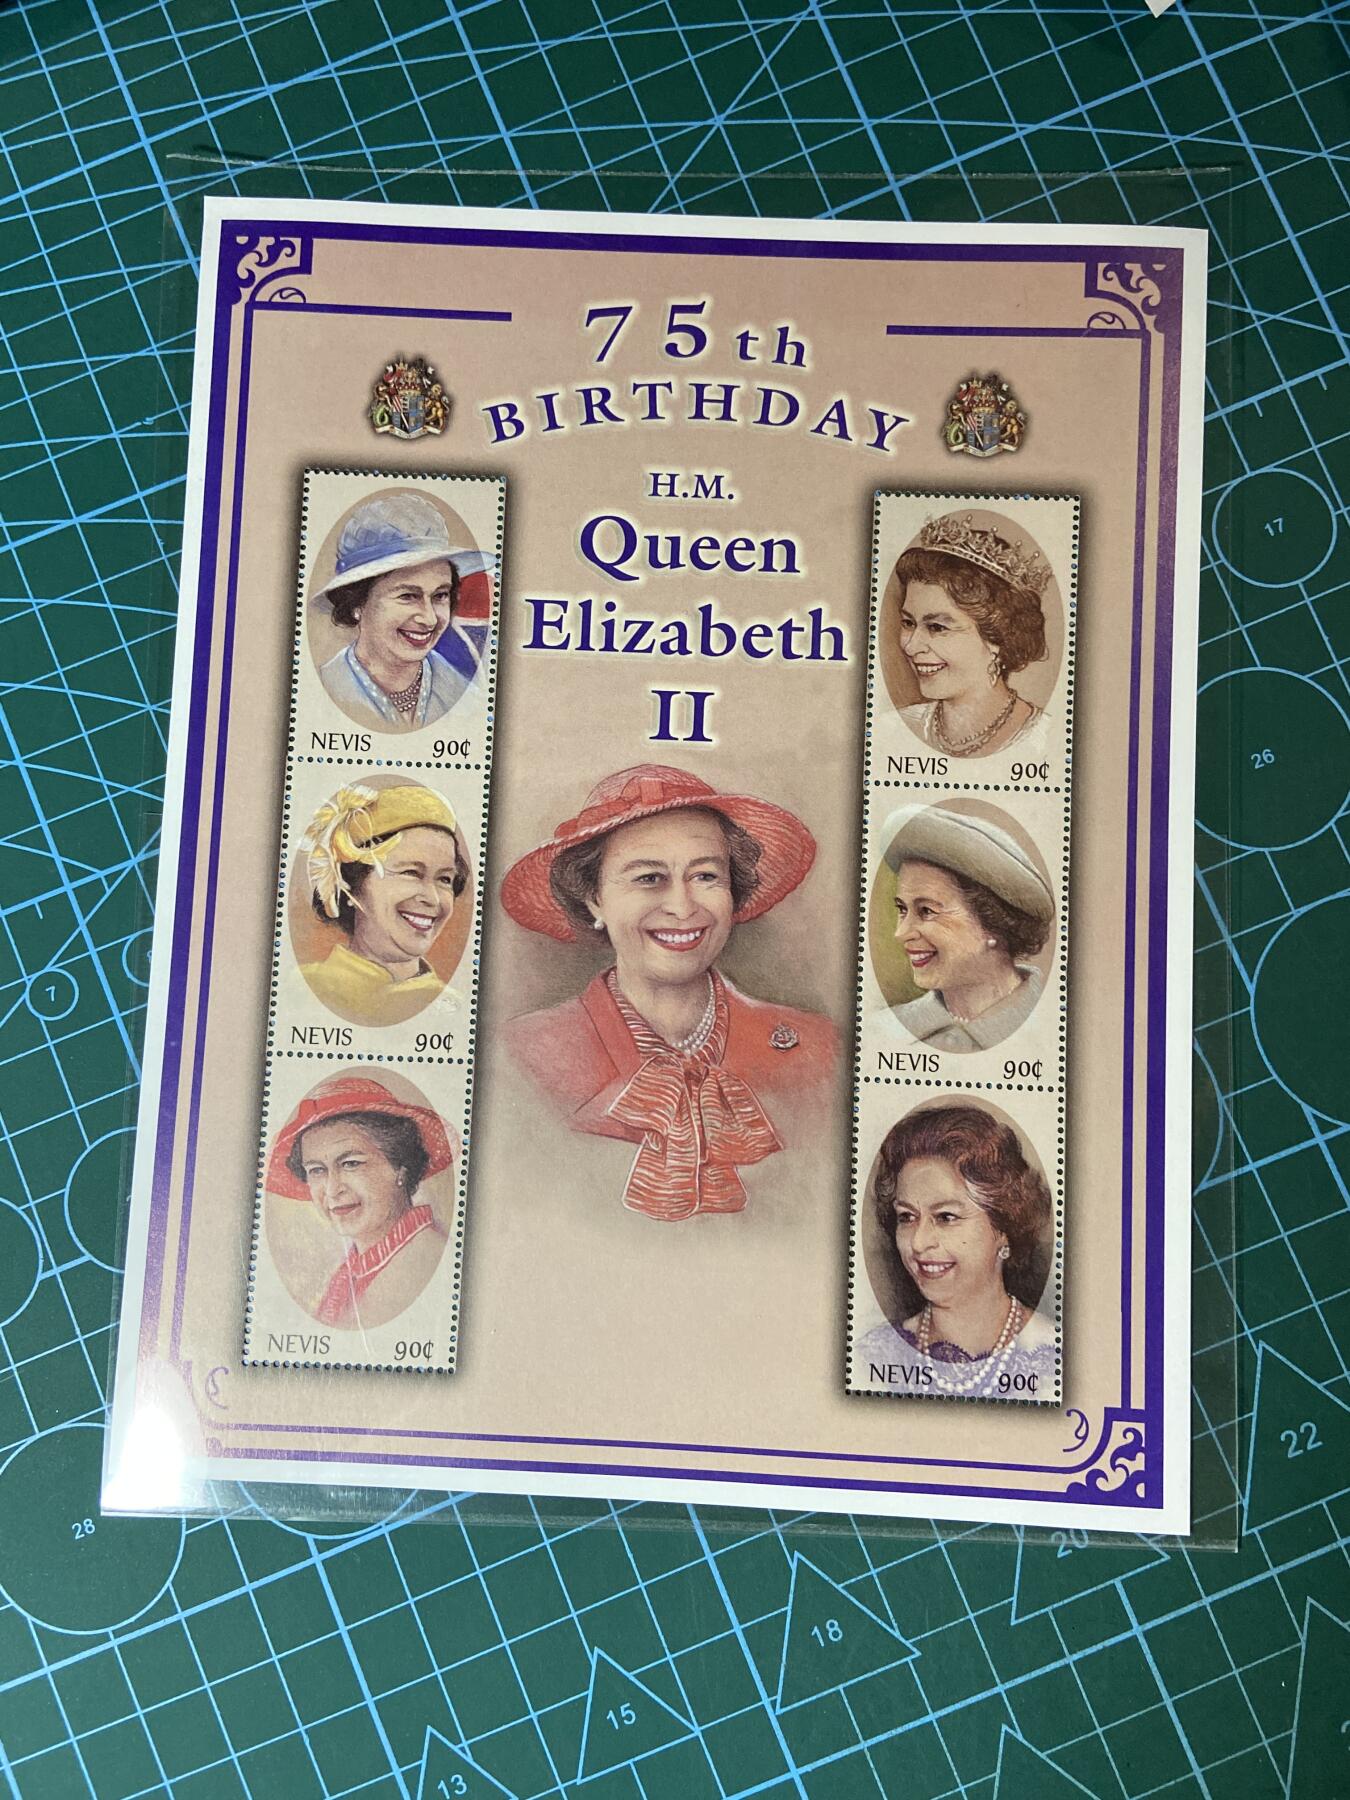 75th
BIRTHDAY
H.M.
Queen
Elizabeth
II
NEVIS 90¢
NEVIS 90¢
NEVIS 90¢
NEVIS 90¢
NEVIS 90¢
NEVIS 90¢
17
26
7
28
22
20
18
15
13